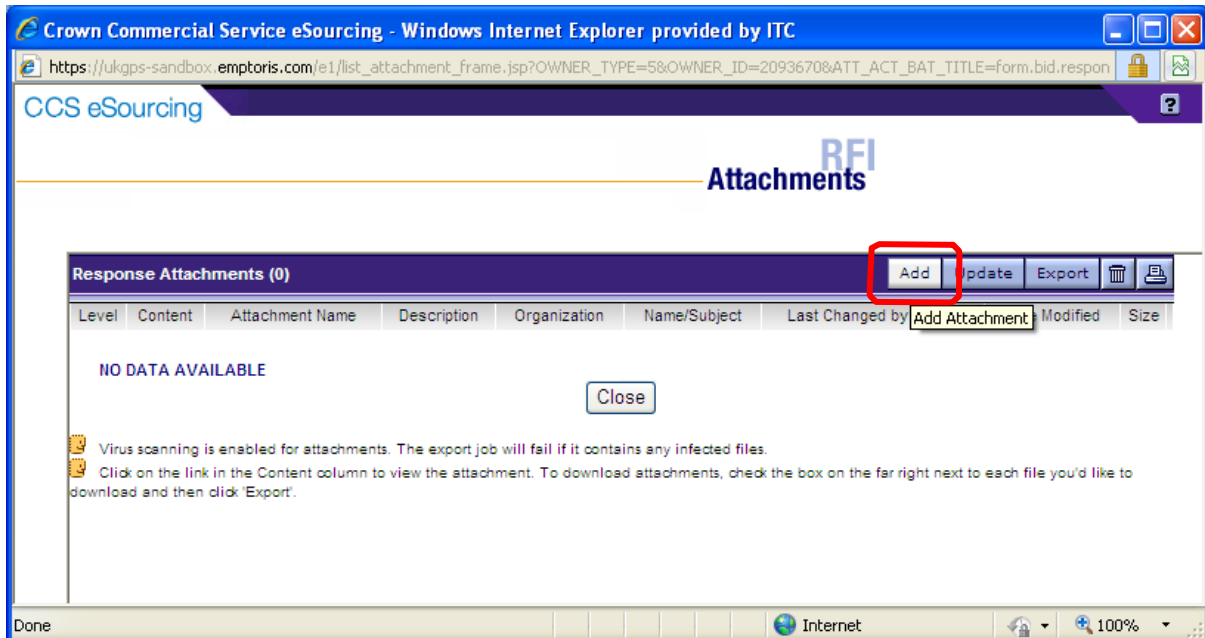 Crown Commercial Service eSourcing - Windows Internet Explorer provided by ITC
https://ukgps-sandbox.emptoris.com/e1/list_attachment_frame.jsp?OWNER_TYPE=5&OWNER_ID=2093670&ATT_ACT_BAT_TITLE=form.bid.respon
CCS eSourcing
?
RFI
Attachments
Response Attachments (0) Add Update Export
Level Content Attachment Name Description Organization Name/Subject Last Changed by Modified Size
Add Attachment
NO DATA AVAILABLE
Close
Virus scanning is enabled for attachments. The export job will fail if it contains any infected files.
Click on the link in the Content column to view the attachment. To download attachments, check the box on the far right next to each file you'd like to
download and then click 'Export'.
Done Internet 100%